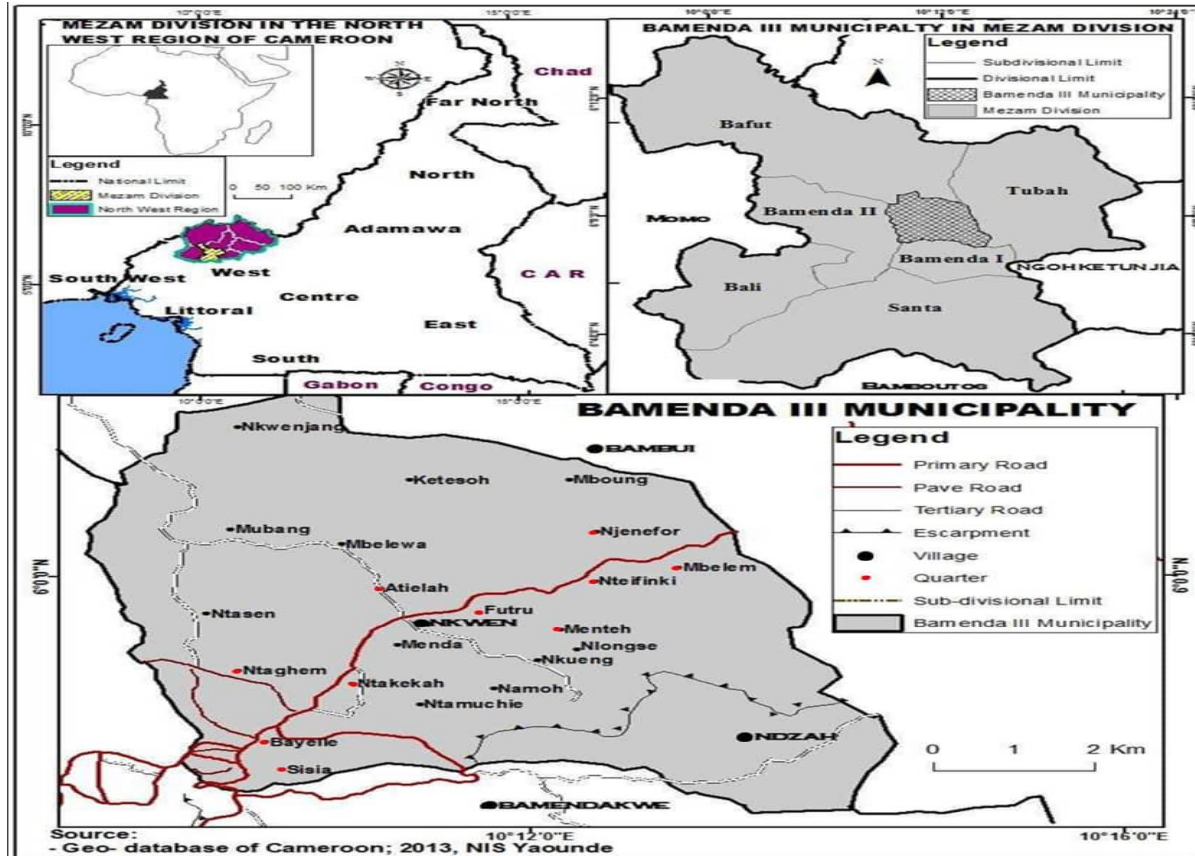 MEZAM DIVISION IN THE NORTH
WEST REGION OF CAMEROON
Chad
Far North
North
Adamawa
C A R
West
South West
Centre
Littoral
East
South
Gabon
Congo
Legend
National Limit
Mezam Division
North West Region
0 50 100 Km
10°0'0"E
15°0'0"E
BAMENDA III MUNICIPALTY IN MEZAM DIVISION
Legend
Subdivisional Limit
Divisional Limit
Bamenda III Municipality
Mezam Division
Bafut
Tubah
Momo
Bamenda II
Bamenda I
NGOHKETUNJIA
Bali
Santa
BAMBOUTOS
BAMENDA III MUNICIPALITY
Legend
Primary Road
Pave Road
Tertiary Road
Escarpment
Village
Quarter
Sub-divisional Limit
Bamenda III Municipality
Nkwenjang
BAMBUI
Ketesoh
Mboung
Mubang
Mbelewa
Njenefor
Mbelem
Atielah
Nteifinki
Ntasen
Futru
NKWEN
Menteh
Menda
Nlongse
Nkueng
Ntaghem
Ntakekah
Namoh
Ntamuchie
Bayelle
NDZAH
Sisia
BAMENDAKWE
0 1 2 Km
10°12'0"E
10°16'0"E
Source:
- Geo- database of Cameroon; 2013, NIS Yaounde